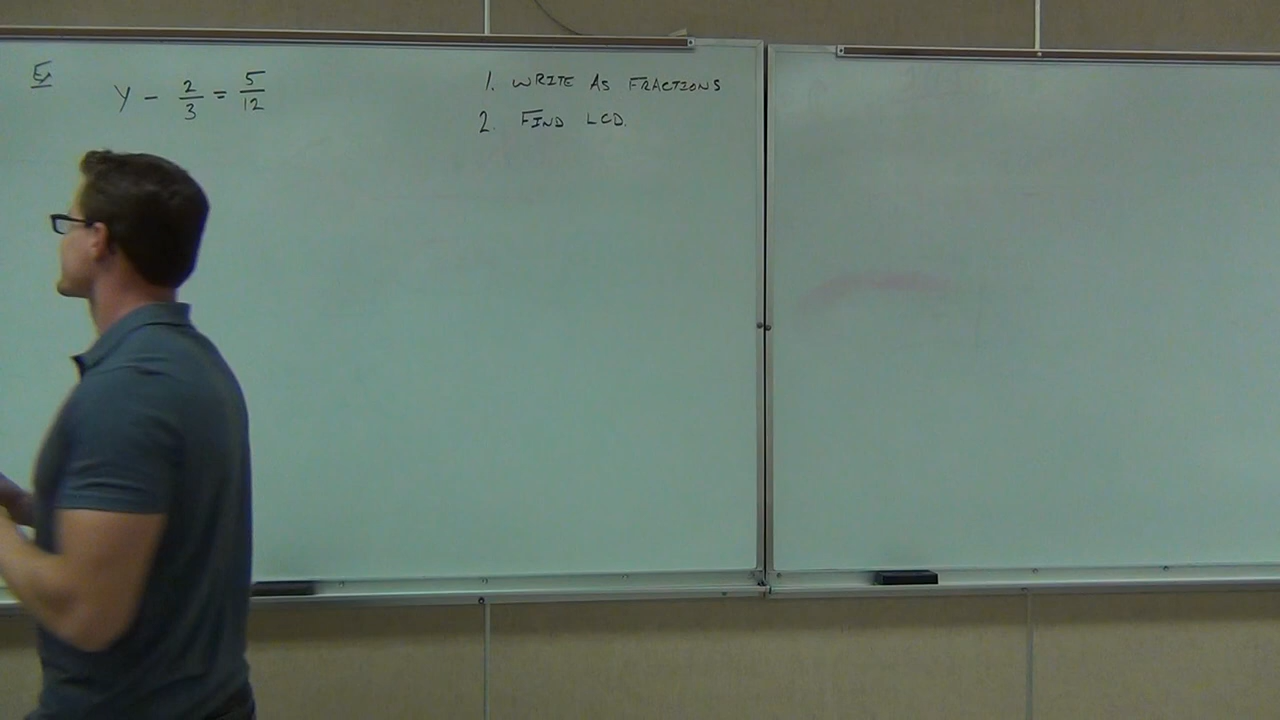 Ex
y - 2/3 = 5/12
1. WRITE AS FRACTIONS
2. FIND LCD.